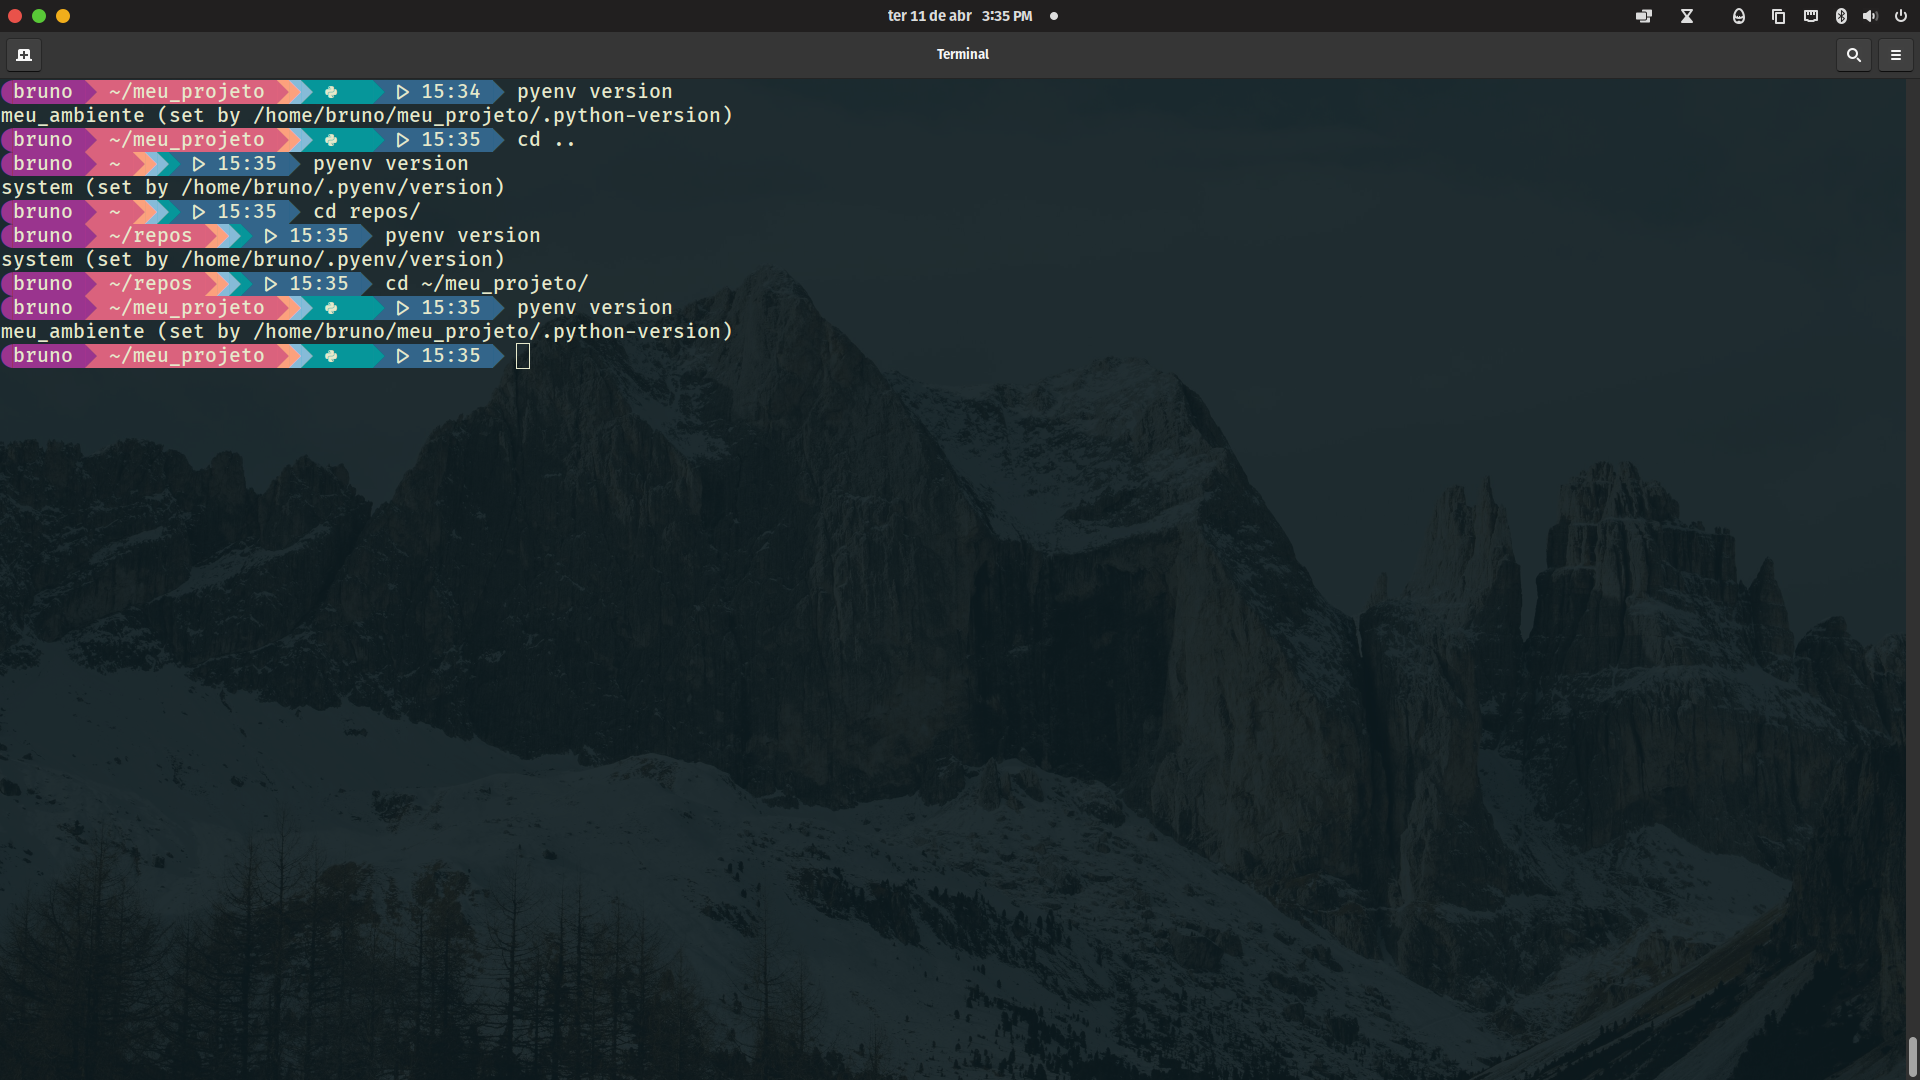 ter 11 de abr 3:35 PM
Terminal
bruno ~/meu_projeto 15:34 pyenv version
meu_ambiente (set by /home/bruno/meu_projeto/.python-version)
bruno ~/meu_projeto 15:35 cd ..
bruno ~ 15:35 pyenv version
system (set by /home/bruno/.pyenv/version)
bruno ~ 15:35 cd repos/
bruno ~/repos 15:35 pyenv version
system (set by /home/bruno/.pyenv/version)
bruno ~/repos 15:35 cd ~/meu_projeto/
bruno ~/meu_projeto 15:35 pyenv version
meu_ambiente (set by /home/bruno/meu_projeto/.python-version)
bruno ~/meu_projeto 15:35